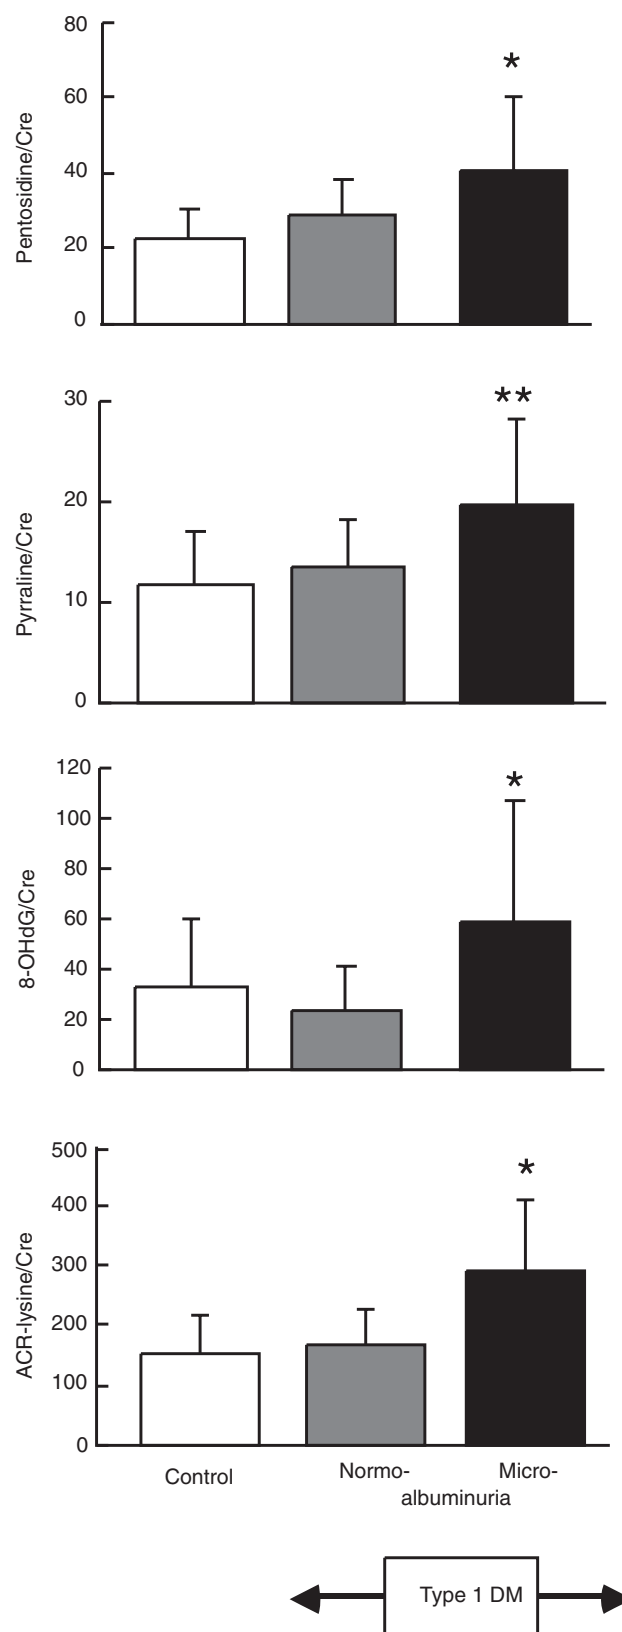 80
*
60
Pentosidine/Cre
40
20
0
30
**
20
Pyrraline/Cre
10
0
120
*
100
80
8-OHdG/Cre
60
40
20
0
500
*
400
ACR-lysine/Cre
300
200
100
0
Control
Normo-
Micro-
albuminuria
Type 1 DM